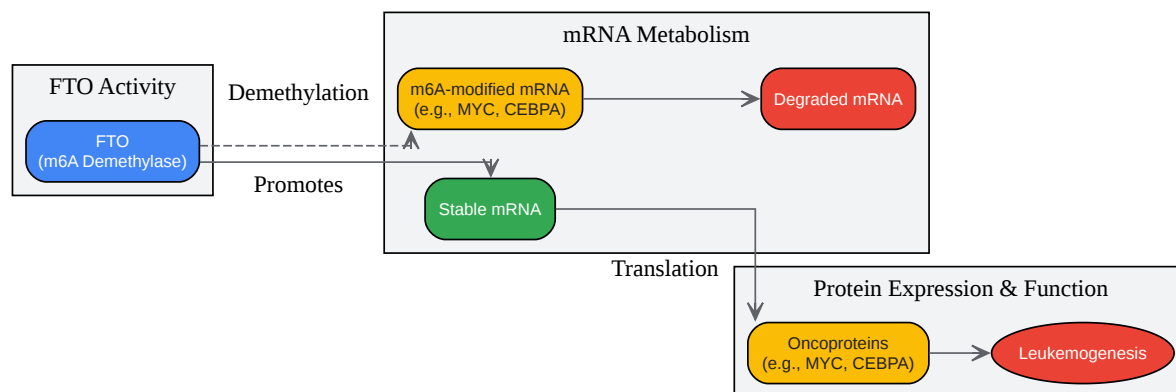 FTO Activity
FTO
(m6A Demethylase)
Demethylation
Promotes
mRNA Metabolism
m6A-modified mRNA
(e.g., MYC, CEBPA)
Degraded mRNA
Stable mRNA
Translation
Protein Expression & Function
Oncoproteins
(e.g., MYC, CEBPA)
Leukemogenesis